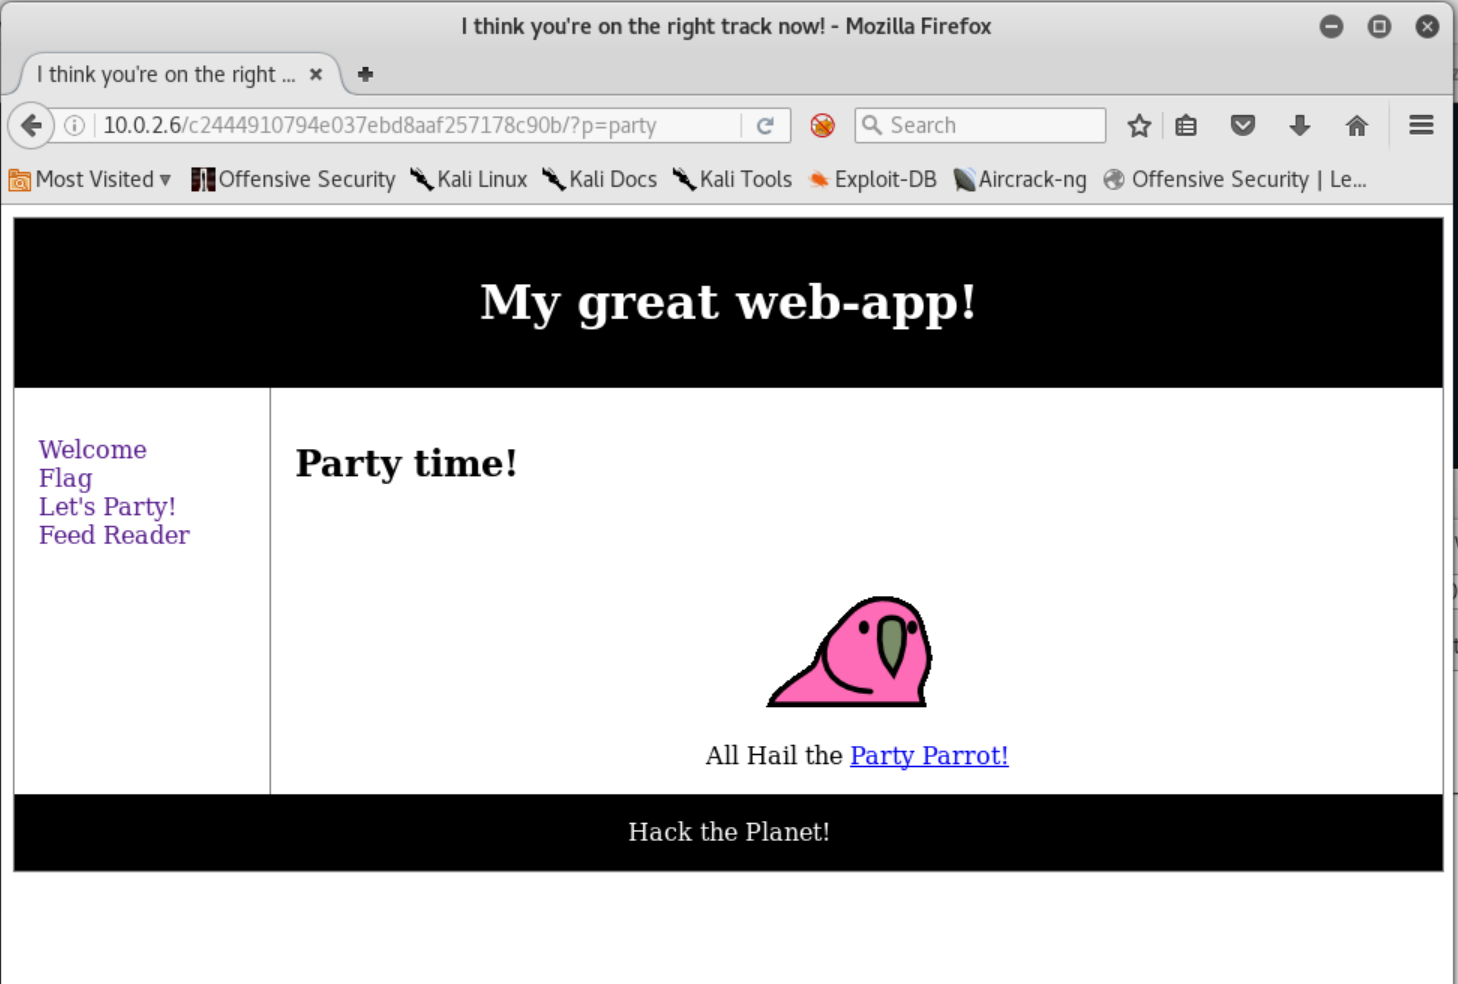 I think you're on the right track now! - Mozilla Firefox
I think you're on the right ...
10.0.2.6/c2444910794e037ebd8aaf257178c90b/?p=party
Search
Most Visited
Offensive Security
Kali Linux
Kali Docs
Kali Tools
Exploit-DB
Aircrack-ng
Offensive Security | Le...
My great web-app!
Welcome
Flag
Let's Party!
Feed Reader
Party time!
All Hail the Party Parrot!
Hack the Planet!